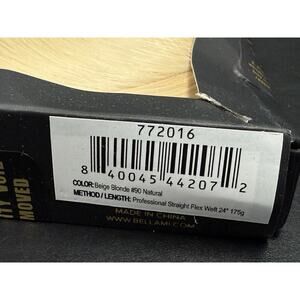 772016
8 40045 44207 2
COLOR: Beige Blonde #90 Natural
METHOD / LENGTH: Professional Straight Flex Weft 24" 175g
MADE IN CHINA
WWW.BELLAMI.COM
MOVED